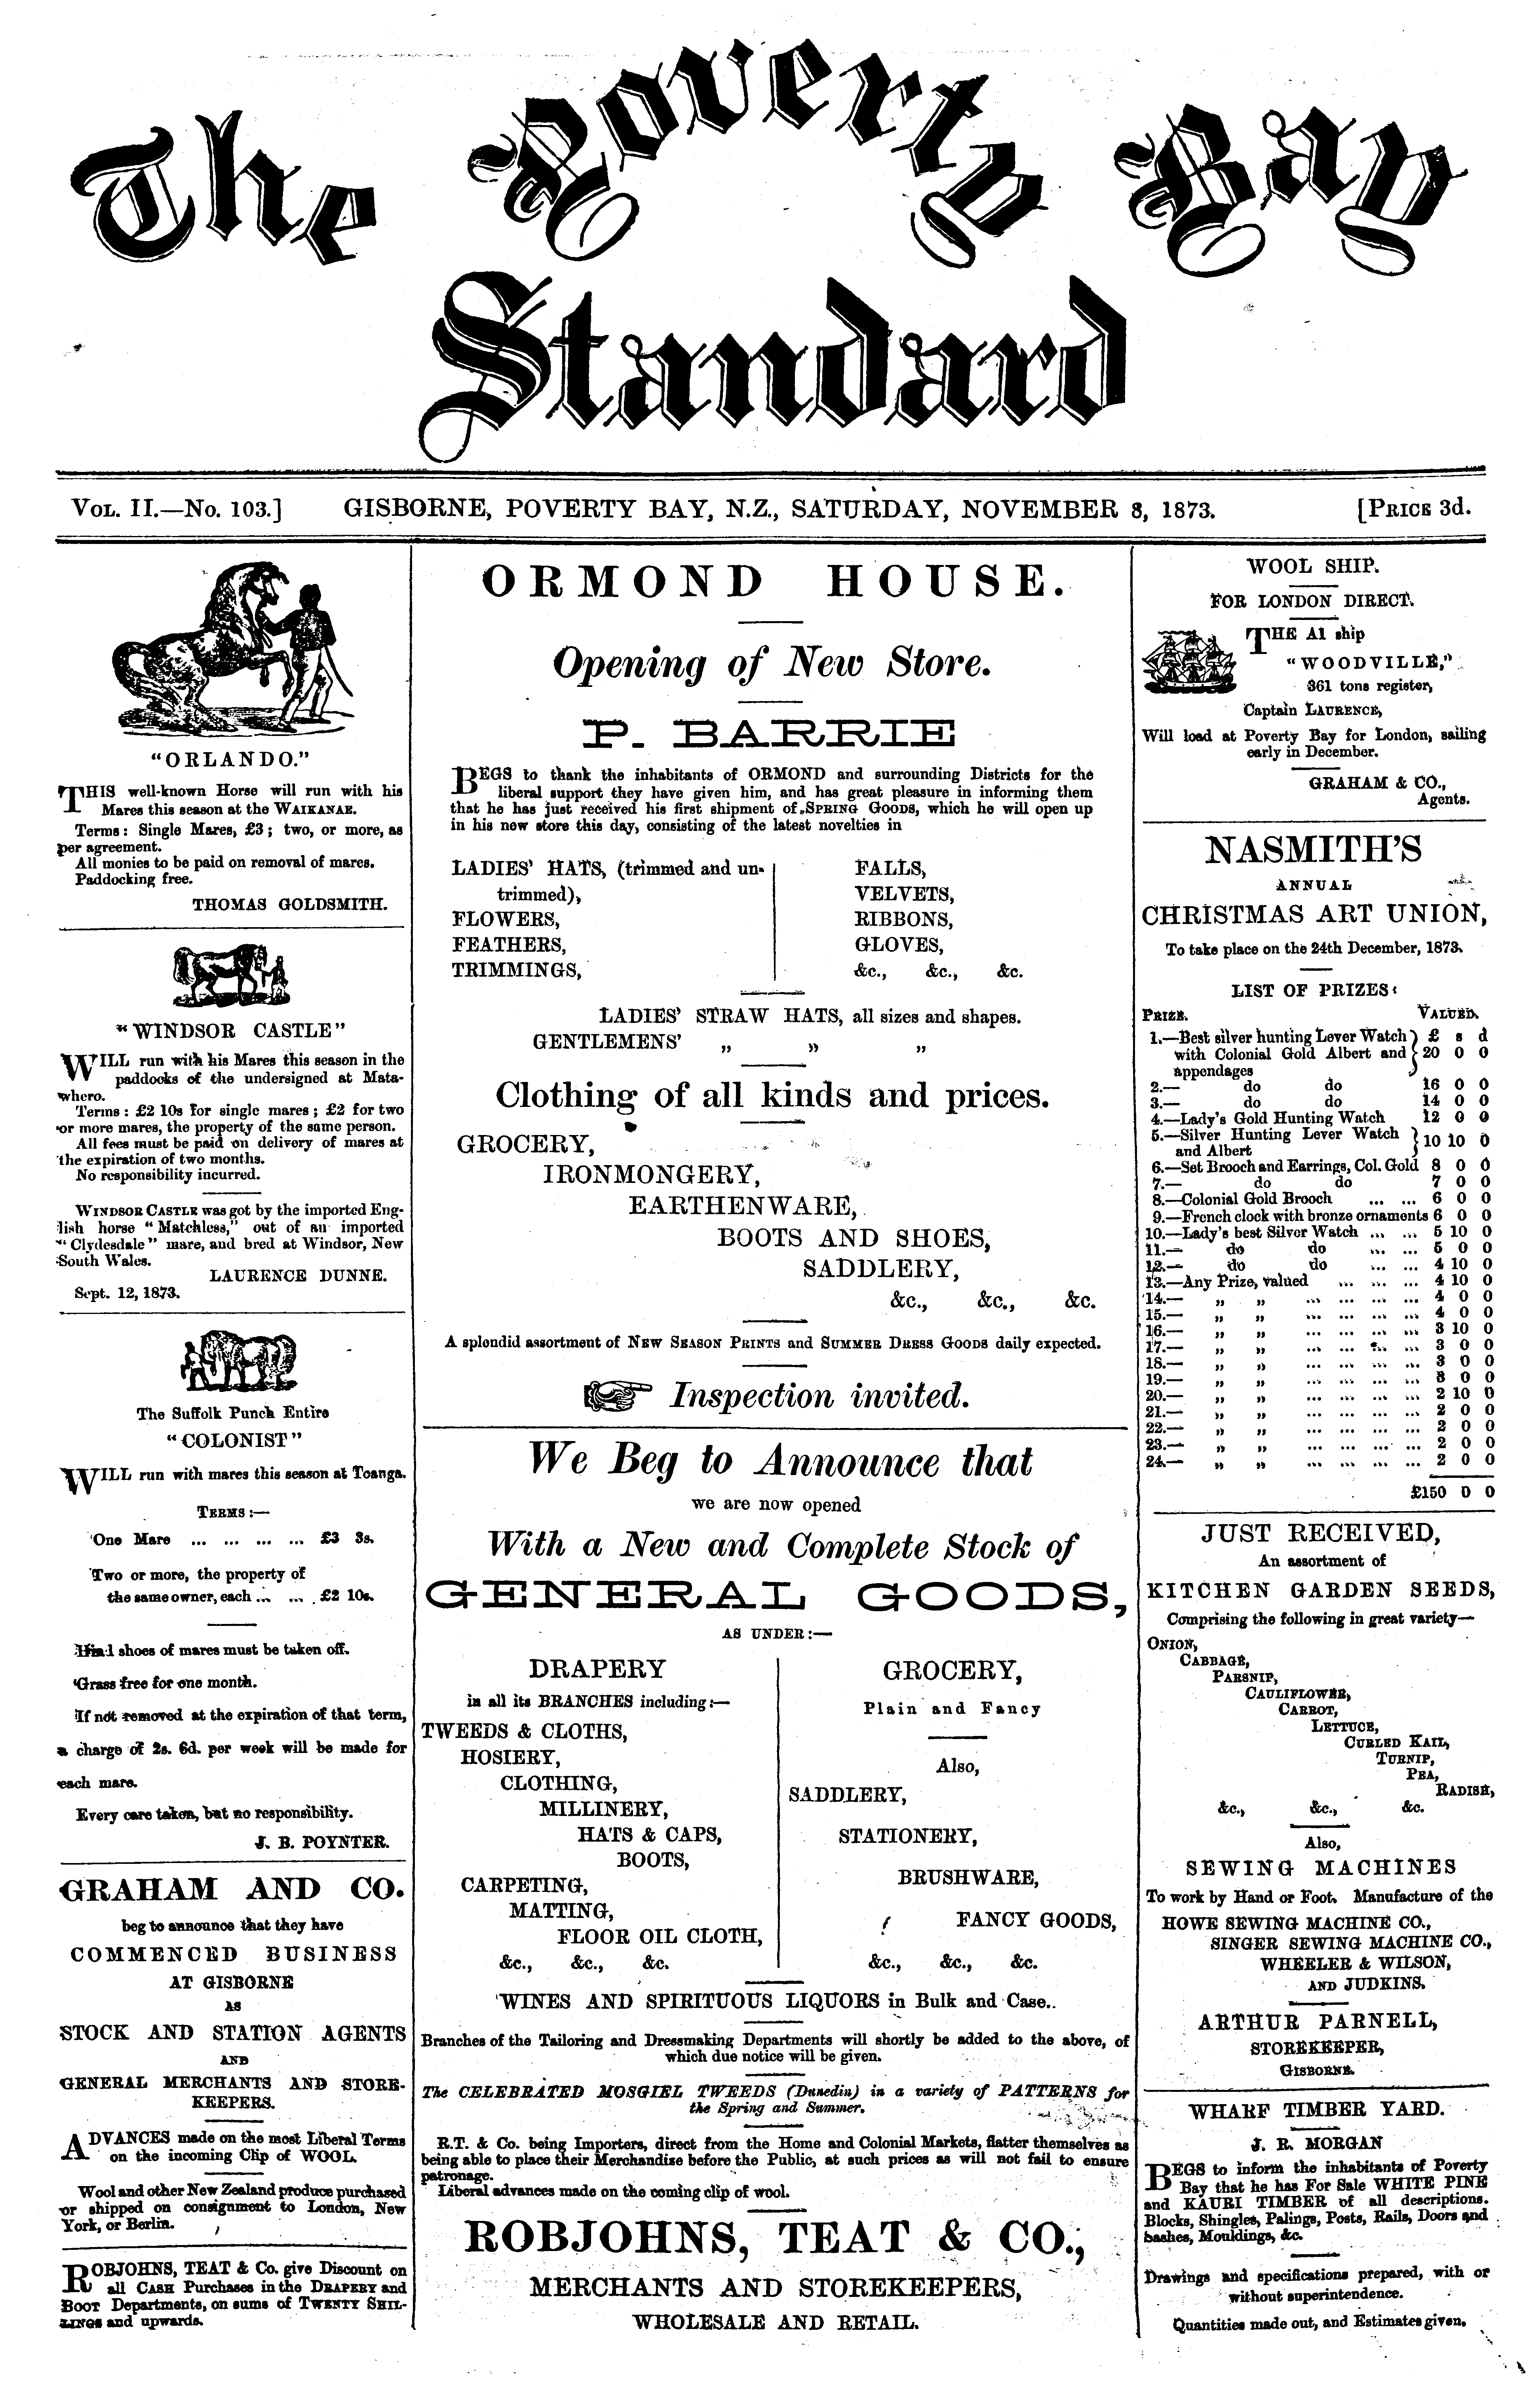 The Poverty Bay
Standard
VOL. II.—No. 103.] GISBORNE, POVERTY BAY, N.Z., SATURDAY, NOVEMBER 8, 1873. [PRICE 3d.
"ORLANDO."
THIS well-known Horse will run with his
Mares this season at the WAIKANAE.
Terms: Single Mares, £3; two, or more, as
per agreement.
All monies to be paid on removal of mares.
Paddocking free.
THOMAS GOLDSMITH.
"WINDSOR CASTLE"
WILL run with his Mares this season in the
paddocks of the undersigned at Mata-
whero.
Terms: £2 10s for single mares; £2 for two
or more mares, the property of the same person.
All fees must be paid on delivery of mares at
the expiration of two months.
No responsibility incurred.
WINDSOR CASTLE was got by the imported Eng-
lish horse "Matchless," out of an imported
"Clydesdale" mare, and bred at Windsor, New
South Wales.
LAURENCE DUNNE.
Sept. 12, 1873.
The Suffolk Punch Entire
"COLONIST"
WILL run with mares this season at Toanga.
TERMS:—
One Mare ... ... ... ... £3 3s.
Two or more, the property of
the same owner, each ... ... £2 10s.
Hind shoes of mares must be taken off.
Grass free for one month.
If not removed at the expiration of that term,
a charge of 2s. 6d. per week will be made for
each mare.
Every care taken, but no responsibility.
J. B. POYNTER.
GRAHAM AND CO.
beg to announce that they have
COMMENCED BUSINESS
AT GISBORNE
AS
STOCK AND STATION AGENTS
AND
GENERAL MERCHANTS AND STORE-
KEEPERS.
ADVANCES made on the most Liberal Terms
on the incoming Clip of WOOL.
Wool and other New Zealand produce purchased
or shipped on consignment to London, New
York, or Berlin.
ROBJOHNS, TEAT & Co. give Discount on
all CASH Purchases in the DRAPERY and
BOOT Departments, on sums of TWENTY SHIL-
LINGS and upwards.
ORMOND HOUSE.
Opening of New Store.
P. BARRIE
BEGS to thank the inhabitants of ORMOND and surrounding Districts for the
liberal support they have given him, and has great pleasure in informing them
that he has just received his first shipment of SPRING GOODS, which he will open up
in his new store this day, consisting of the latest novelties in
LADIES' HATS, (trimmed and un-
trimmed),
FLOWERS,
FEATHERS,
TRIMMINGS,
FALLS,
VELVETS,
RIBBONS,
GLOVES,
&c., &c., &c.
LADIES' STRAW HATS, all sizes and shapes.
GENTLEMENS' „ „ „
Clothing of all kinds and prices.
GROCERY,
IRONMONGERY,
EARTHENWARE,
BOOTS AND SHOES,
SADDLERY,
&c., &c., &c.
A splendid assortment of NEW SEASON PRINTS and SUMMER DRESS GOODS daily expected.
Inspection invited.
We Beg to Announce that
we are now opened
With a New and Complete Stock of
GENERAL GOODS,
AS UNDER:—
DRAPERY
in all its BRANCHES including:—
TWEEDS & CLOTHS,
HOSIERY,
CLOTHING,
MILLINERY,
HATS & CAPS,
BOOTS,
CARPETING,
MATTING,
FLOOR OIL CLOTH,
&c., &c., &c.
GROCERY,
Plain and Fancy
Also,
SADDLERY,
STATIONERY,
BRUSHWARE,
FANCY GOODS,
&c., &c., &c.
WINES AND SPIRITUOUS LIQUORS in Bulk and Case..
Branches of the Tailoring and Dressmaking Departments will shortly be added to the above, of
which due notice will be given.
The CELEBRATED MOSGIEL TWEEDS (Dunedin) in a variety of PATTERNS for
the Spring and Summer.
R.T. & Co. being Importers, direct from the Home and Colonial Markets, flatter themselves as
being able to place their Merchandise before the Public, at such prices as will not fail to ensure
patronage.
Liberal advances made on the coming clip of wool.
ROBJOHNS, TEAT & CO.,
MERCHANTS AND STOREKEEPERS,
WHOLESALE AND RETAIL.
WOOL SHIP.
FOR LONDON DIRECT.
THE A1 ship
"WOODVILLE,"
361 tons register,
Captain LAURENCE,
Will load at Poverty Bay for London, sailing
early in December.
GRAHAM & CO.,
Agents.
NASMITH'S
ANNUAL
CHRISTMAS ART UNION,
To take place on the 24th December, 1873.
LIST OF PRIZES:
PRIZE. VALUED.
1.—Best silver hunting Lever Watch £ s d
with Colonial Gold Albert and 20 0 0
appendages
2.— do do 16 0 0
3.— do do 14 0 0
4.—Lady's Gold Hunting Watch 12 0 0
5.—Silver Hunting Lever Watch
and Albert 10 10 0
6.—Set Brooch and Earrings, Col. Gold 8 0 0
7.— do do 7 0 0
8.—Colonial Gold Brooch ... ... 6 0 0
9.—French clock with bronze ornaments 6 0 0
10.—Lady's best Silver Watch ... ... 5 10 0
11.— do do ... ... 5 0 0
12.— do do ... ... 4 10 0
13.—Any Prize, valued ... ... ... 4 10 0
14.— „ „ ... ... ... ... 4 0 0
15.— „ „ ... ... ... ... 4 0 0
16.— „ „ ... ... ... ... 3 10 0
17.— „ „ ... ... ... ... 3 0 0
18.— „ „ ... ... ... ... 3 0 0
19.— „ „ ... ... ... ... 3 0 0
20.— „ „ ... ... ... ... 2 10 0
21.— „ „ ... ... ... ... 2 0 0
22.— „ „ ... ... ... ... 2 0 0
23.— „ „ ... ... ... ... 2 0 0
24.— „ „ ... ... ... ... 2 0 0
£150 0 0
JUST RECEIVED,
An assortment of
KITCHEN GARDEN SEEDS,
Comprising the following in great variety—
ONION,
CABBAGE,
PARSNIP,
CAULIFLOWER,
CARROT,
LETTUCE,
CURLED KAIL,
TURNIP,
PEA,
RADISH,
&c., &c., &c.
Also,
SEWING MACHINES
To work by Hand or Foot. Manufacture of the
HOWE SEWING MACHINE CO.,
SINGER SEWING MACHINE CO.,
WHEELER & WILSON,
AND JUDKINS.
ARTHUR PARNELL,
STOREKEEPER,
GISBORNE.
WHARF TIMBER YARD.
J. R. MORGAN
BEGS to inform the inhabitants of Poverty
Bay that he has For Sale WHITE PINE
and KAURI TIMBER of all descriptions.
Blocks, Shingles, Palings, Posts, Rails, Doors and
Sashes, Mouldings, &c.
Drawings and specifications prepared, with or
without superintendence.
Quantities made out, and Estimates given.